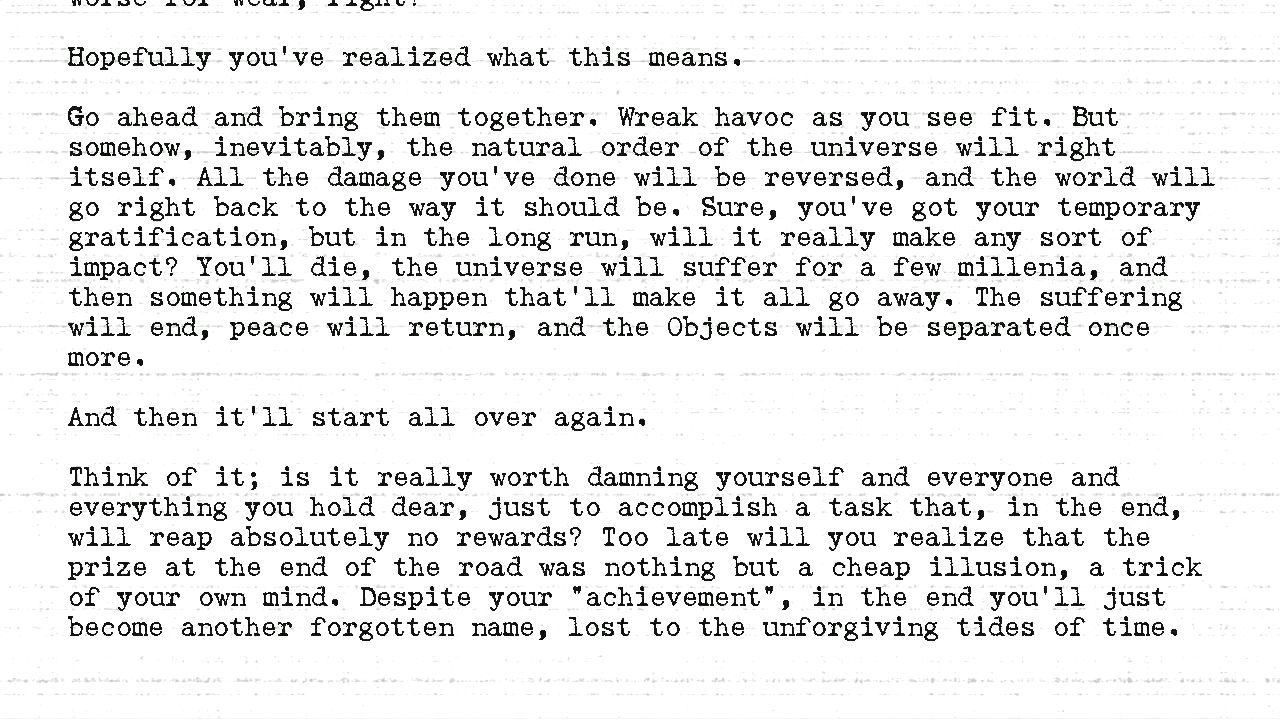 worse for wear, right?
Hopefully you've realized what this means.
Go ahead and bring them together. Wreak havoc as you see fit. But
somehow, inevitably, the natural order of the universe will right
itself. All the damage you've done will be reversed, and the world will
go right back to the way it should be. Sure, you've got your temporary
gratification, but in the long run, will it really make any sort of
impact? You'll die, the universe will suffer for a few millenia, and
then something will happen that'll make it all go away. The suffering
will end, peace will return, and the Objects will be separated once
more.
And then it'll start all over again.
Think of it; is it really worth damning yourself and everyone and
everything you hold dear, just to accomplish a task that, in the end,
will reap absolutely no rewards? Too late will you realize that the
prize at the end of the road was nothing but a cheap illusion, a trick
of your own mind. Despite your "achievement", in the end you'll just
become another forgotten name, lost to the unforgiving tides of time.